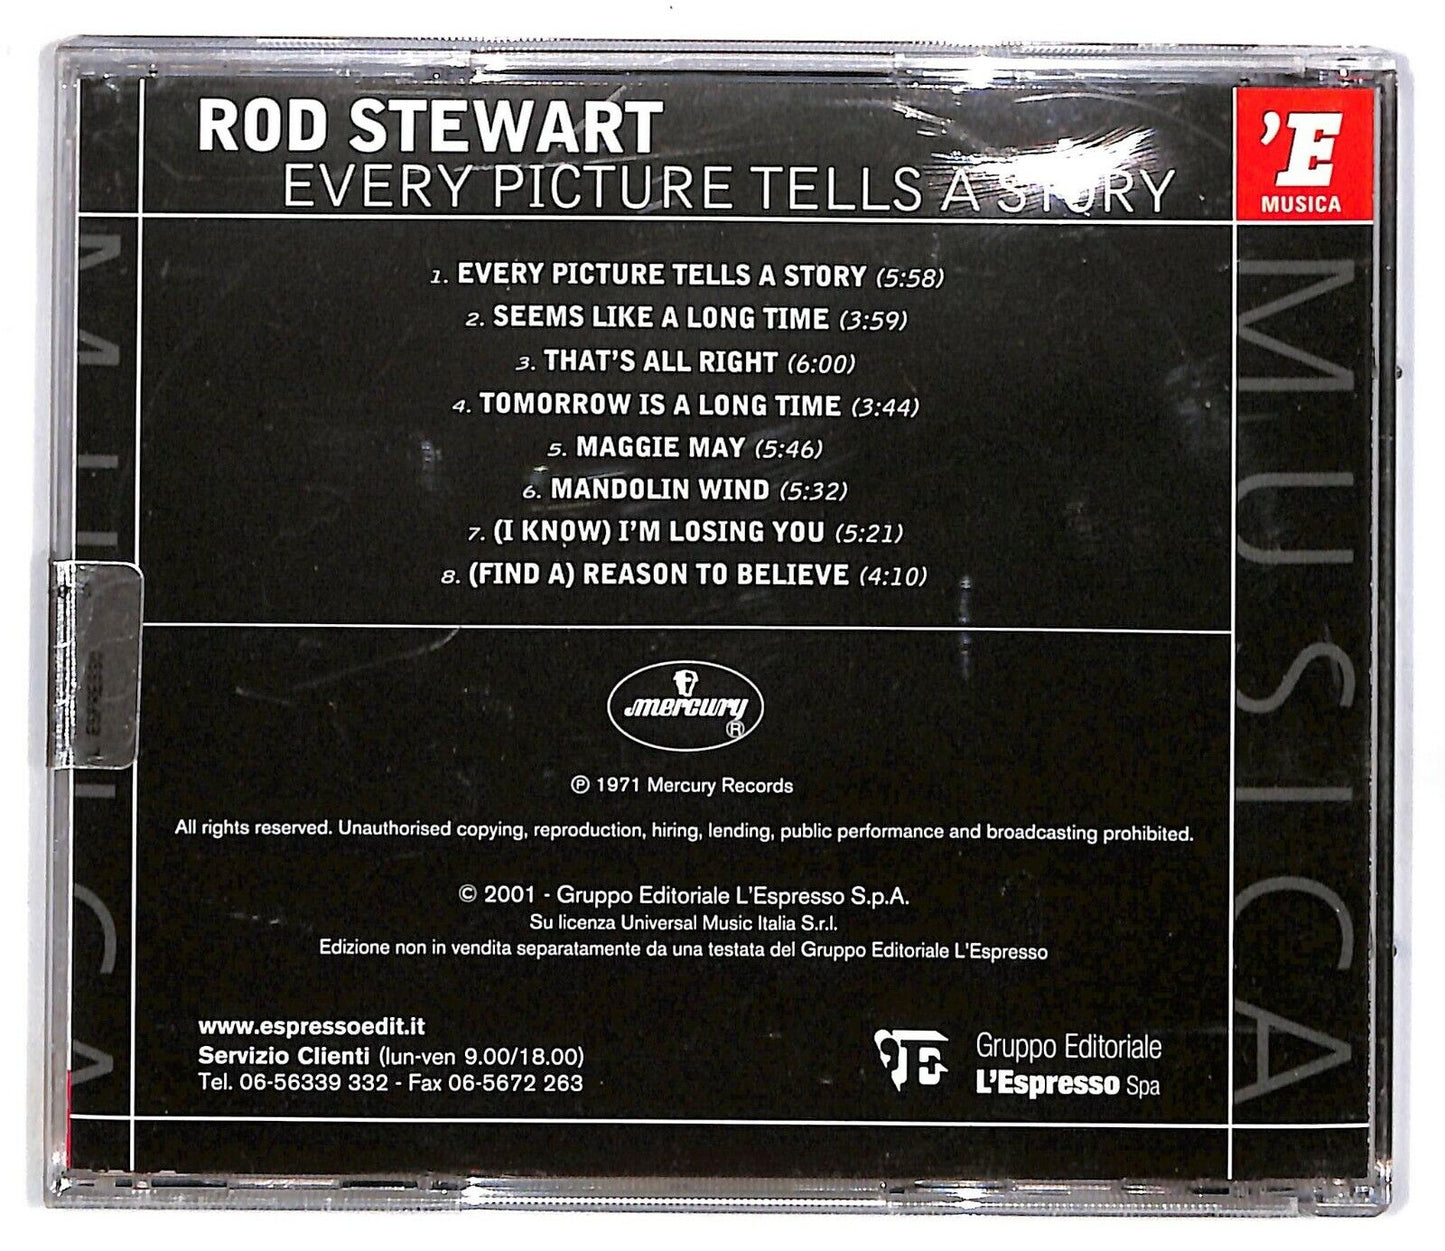 ROD STEWART
EVERY PICTURE TELLS A STORY
'E
MUSICA
1. EVERY PICTURE TELLS A STORY (5:58)
2. SEEMS LIKE A LONG TIME (3:59)
3. THAT'S ALL RIGHT (6:00)
4. TOMORROW IS A LONG TIME (3:44)
5. MAGGIE MAY (5:46)
6. MANDOLIN WIND (5:32)
7. (I KNOW) I'M LOSING YOU (5:21)
8. (FIND A) REASON TO BELIEVE (4:10)
mercury
®
℗ 1971 Mercury Records
All rights reserved. Unauthorised copying, reproduction, hiring, lending, public performance and broadcasting prohibited.
© 2001 - Gruppo Editoriale L'Espresso S.p.A.
Su licenza Universal Music Italia S.r.l.
Edizione non in vendita separatamente da una testata del Gruppo Editoriale L'Espresso
www.espressoedit.it
Servizio Clienti (lun-ven 9.00/18.00)
Tel. 06-56339 332 - Fax 06-5672 263
'E
Gruppo Editoriale
L'Espresso Spa
MUSICA
MUSICA
L'ESPRESSO